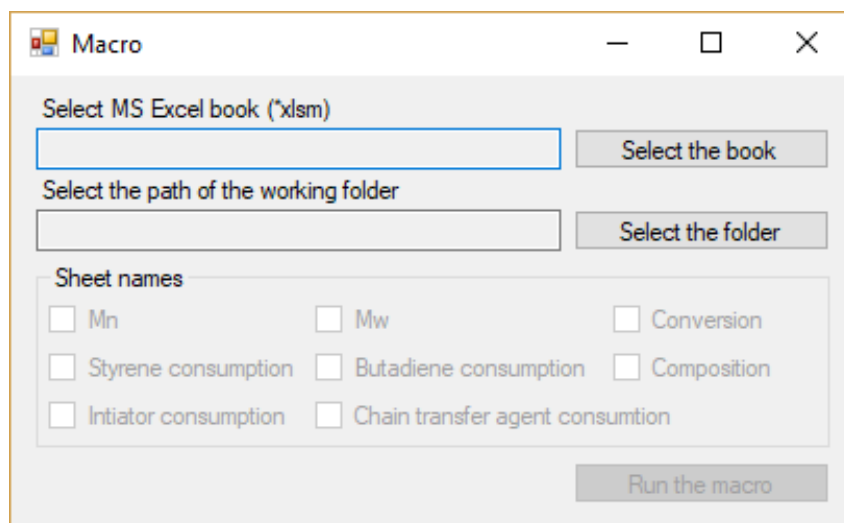 Macro
Select MS Excel book (*xlsm)
Select the book
Select the path of the working folder
Select the folder
Sheet names
Mn Mw Conversion
Styrene consumption Butadiene consumption Composition
Intiator consumption Chain transfer agent consumtion
Run the macro